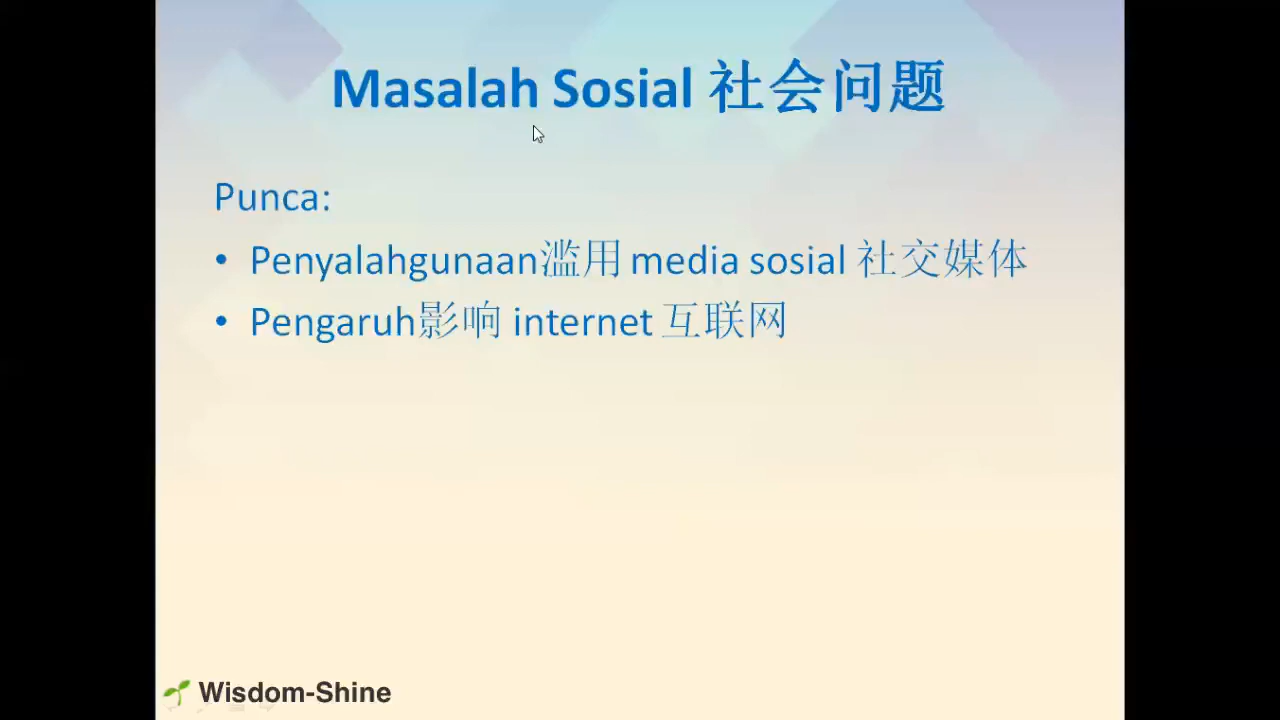 Masalah Sosial 社会问题
Punca:
• Penyalahgunaan滥用 media sosial 社交媒体
• Pengaruh影响 internet 互联网
Wisdom-Shine